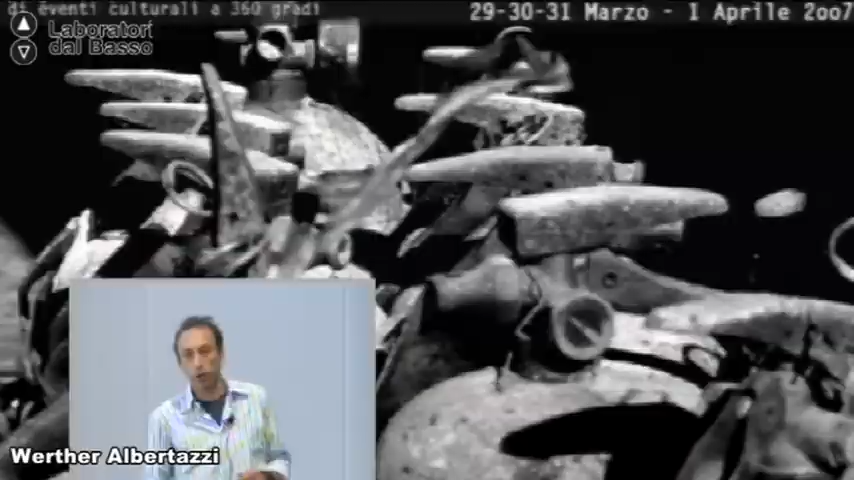 di eventi culturali a 360 gradi
29-30-31 Marzo - 1 Aprile 2007
Laboratori
dal Basso
Werther Albertazzi